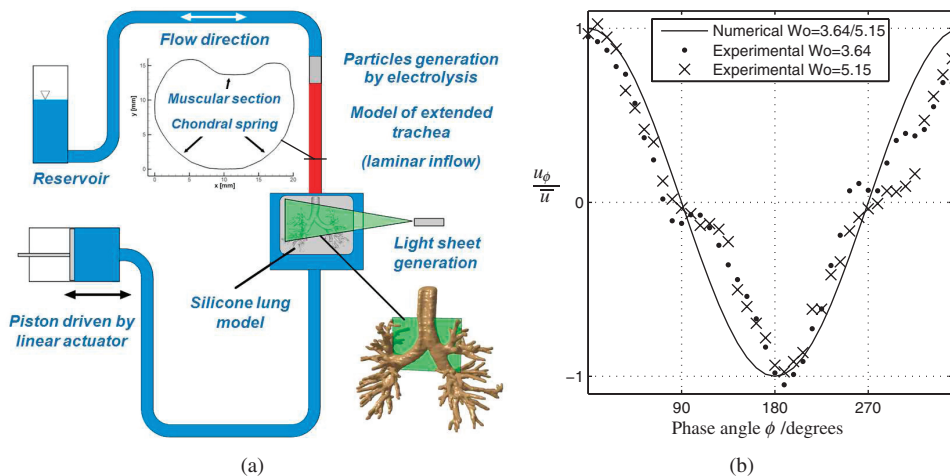 Flow direction
Particles generation
by electrolysis
y [mm]
15
10
5
0
0
5
10
15
20
x [mm]
Muscular section
Chondral spring
Model of extended
trachea
(laminar inflow)
Reservoir
Light sheet
generation
Silicone lung
model
Piston driven by
linear actuator
(a)
Numerical Wo=3.64/5.15
Experimental Wo=3.64
Experimental Wo=5.15
1
0
−1
uϕ
u̅
90
180
270
Phase angle ϕ /degrees
(b)